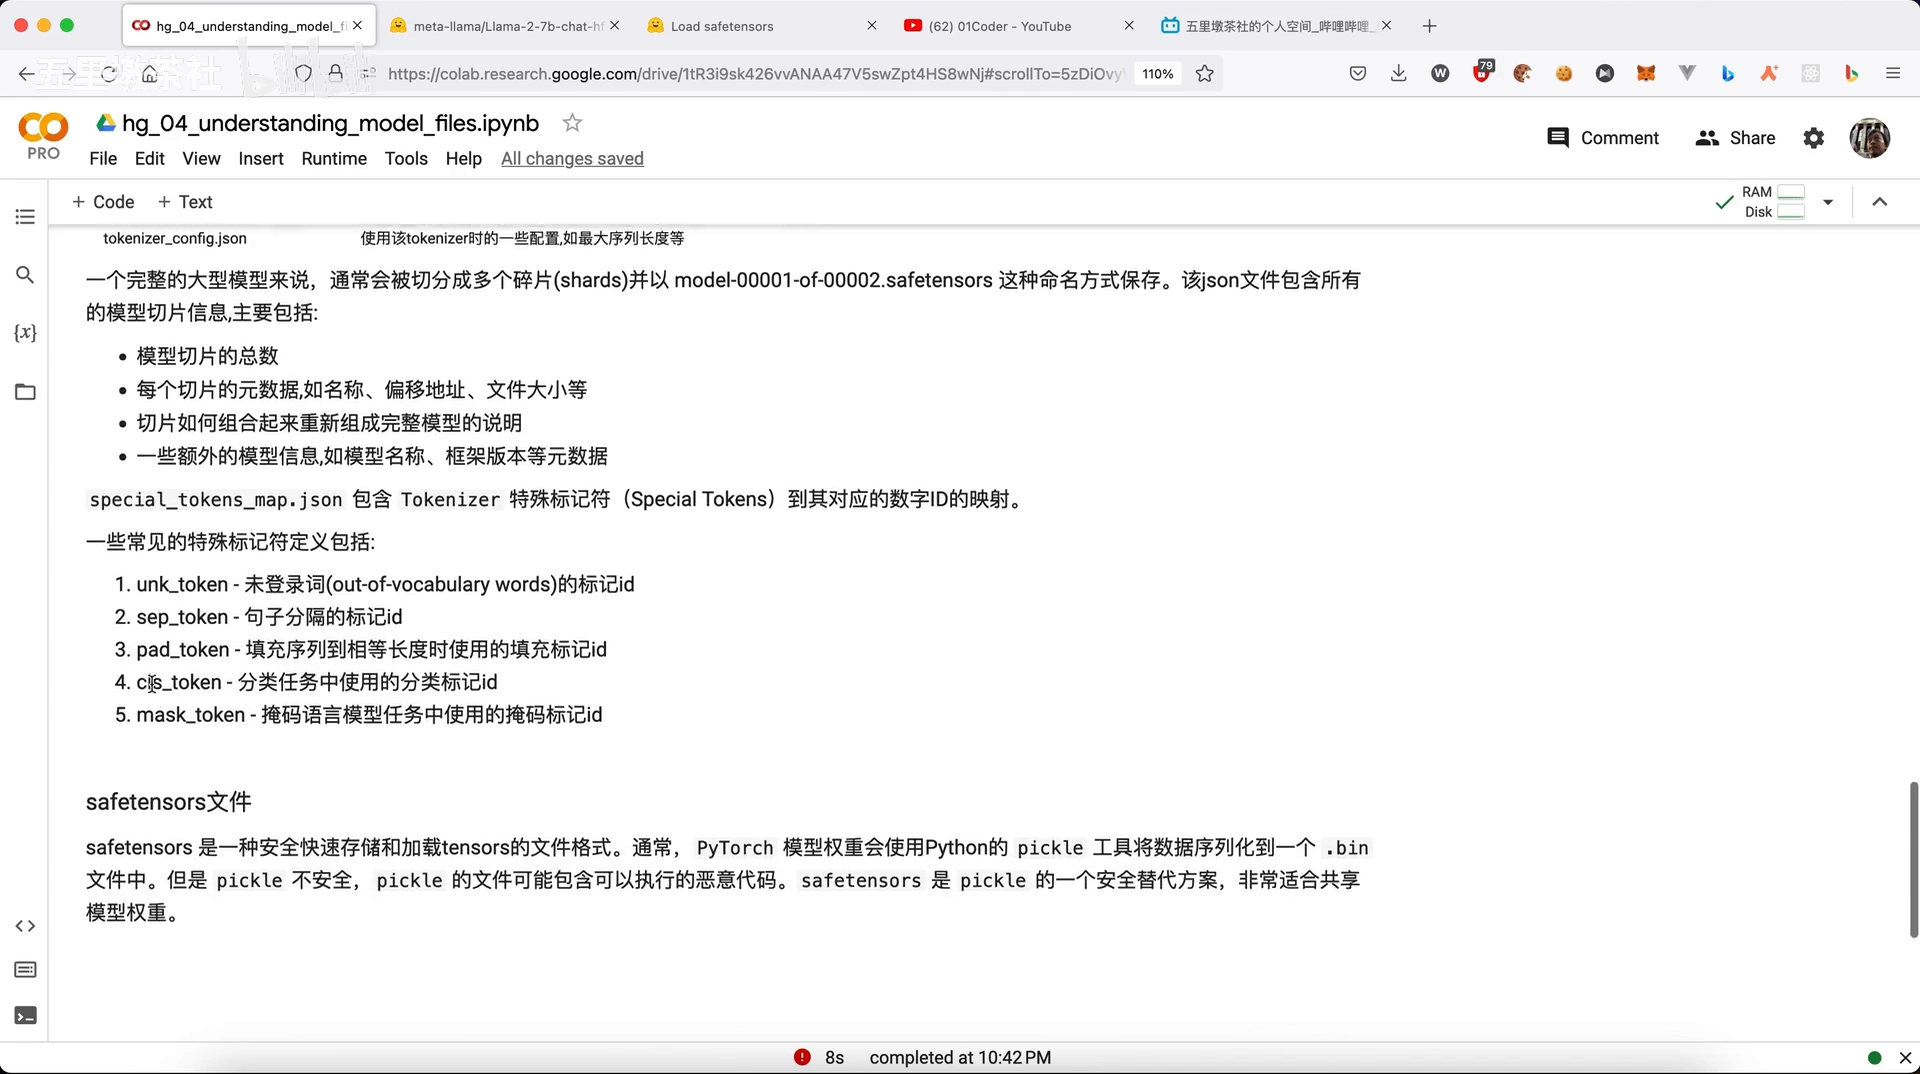 hg_04_understanding_model_fi
meta-llama/Llama-2-7b-chat-hf
Load safetensors
(62) 01Coder - YouTube
五里墩茶社的个人空间_哔哩哔哩_
五里墩茶社
bilibili
https://colab.research.google.com/drive/1tR3i9sk426vvANAA47V5swZpt4HS8wNj#scrollTo=5zDiOvy
110%
79
hg_04_understanding_model_files.ipynb
PRO
File Edit View Insert Runtime Tools Help All changes saved
Comment
Share
+ Code + Text
RAM
Disk
tokenizer_config.json 使用该tokenizer时的一些配置,如最大序列长度等
一个完整的大型模型来说，通常会被切分成多个碎片(shards)并以 model-00001-of-00002.safetensors 这种命名方式保存。该json文件包含所有
的模型切片信息,主要包括:
• 模型切片的总数
• 每个切片的元数据,如名称、偏移地址、文件大小等
• 切片如何组合起来重新组成完整模型的说明
• 一些额外的模型信息,如模型名称、框架版本等元数据
special_tokens_map.json 包含 Tokenizer 特殊标记符（Special Tokens）到其对应的数字ID的映射。
一些常见的特殊标记符定义包括:
1. unk_token - 未登录词(out-of-vocabulary words)的标记id
2. sep_token - 句子分隔的标记id
3. pad_token - 填充序列到相等长度时使用的填充标记id
4. cls_token - 分类任务中使用的分类标记id
5. mask_token - 掩码语言模型任务中使用的掩码标记id
safetensors文件
safetensors 是一种安全快速存储和加载tensors的文件格式。通常， PyTorch 模型权重会使用Python的 pickle 工具将数据序列化到一个 .bin
文件中。但是 pickle 不安全， pickle 的文件可能包含可以执行的恶意代码。safetensors 是 pickle 的一个安全替代方案，非常适合共享
模型权重。
8s completed at 10:42 PM